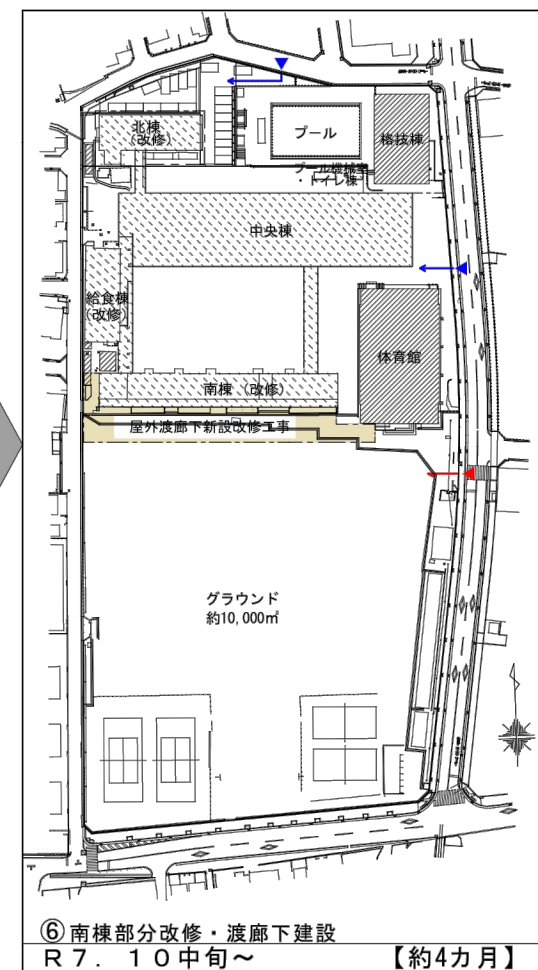 プール
格技棟
北棟
(改修)
プール機械室
・トイレ棟
中央棟
給食棟
(改修)
体育館
南棟 (改修)
屋外渡廊下新設改修工事
グラウンド
約10,000㎡
⑥南棟部分改修・渡廊下建設
R7. 10中旬～ 【約4カ月】